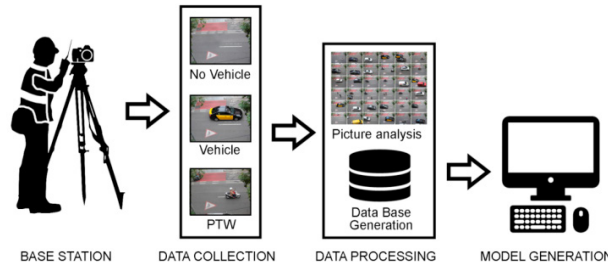 No Vehicle
Vehicle
PTW
Picture analysis
Data Base
Generation
BASE STATION
DATA COLLECTION
DATA PROCESSING
MODEL GENERATION